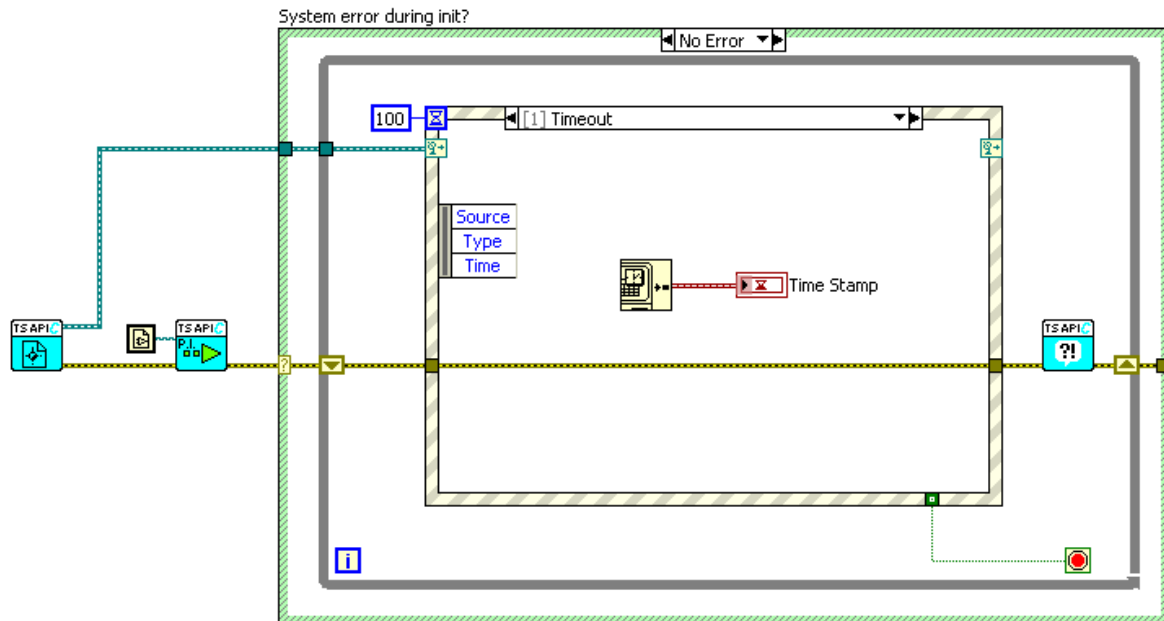 System error during init?
No Error
100
[1] Timeout
Source
Type
Time
Time Stamp
TS API C
TS API C
P.I.
TS API C
?!
?
i